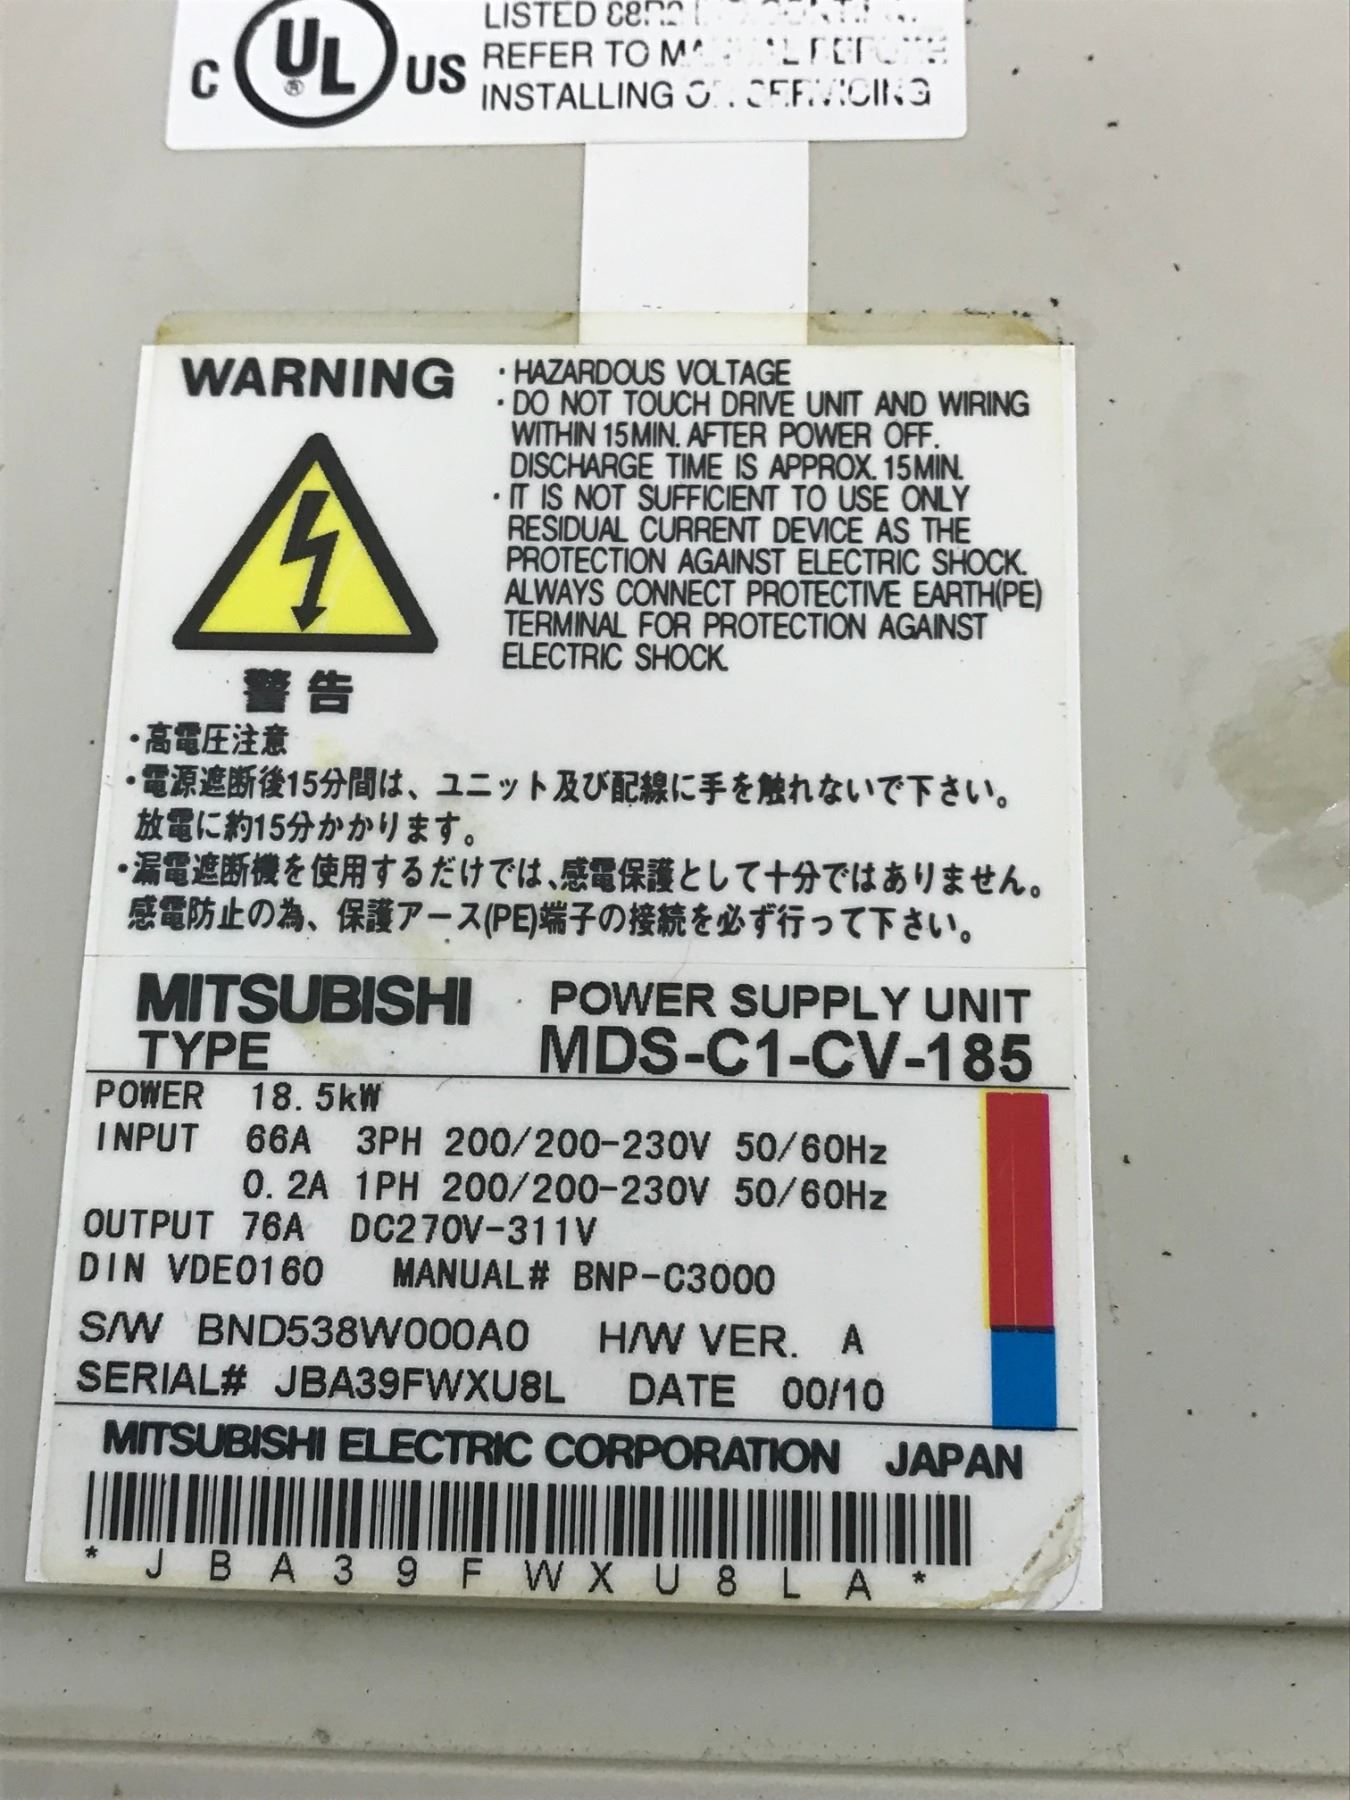 C UL US
®
LISTED
REFER TO
INSTALLING
WARNING
・HAZARDOUS VOLTAGE
・DO NOT TOUCH DRIVE UNIT AND WIRING
WITHIN 15MIN. AFTER POWER OFF.
DISCHARGE TIME IS APPROX. 15MIN.
・IT IS NOT SUFFICIENT TO USE ONLY
RESIDUAL CURRENT DEVICE AS THE
PROTECTION AGAINST ELECTRIC SHOCK.
ALWAYS CONNECT PROTECTIVE EARTH(PE)
TERMINAL FOR PROTECTION AGAINST
ELECTRIC SHOCK.
警告
・高電圧注意
・電源遮断後15分間は、ユニット及び配線に手を触れないで下さい。
放電に約15分かかります。
・漏電遮断機を使用するだけでは、感電保護として十分ではありません。
感電防止の為、保護アース(PE)端子の接続を必ず行って下さい。
MITSUBISHI POWER SUPPLY UNIT
TYPE MDS-C1-CV-185
POWER 18.5kW
INPUT 66A 3PH 200/200-230V 50/60Hz
0.2A 1PH 200/200-230V 50/60Hz
OUTPUT 76A DC270V-311V
DIN VDE0160 MANUAL# BNP-C3000
S/W BND538W000A0 H/W VER. A
SERIAL# JBA39FWXU8L DATE 00/10
MITSUBISHI ELECTRIC CORPORATION JAPAN
* J B A 3 9 F W X U 8 L A *